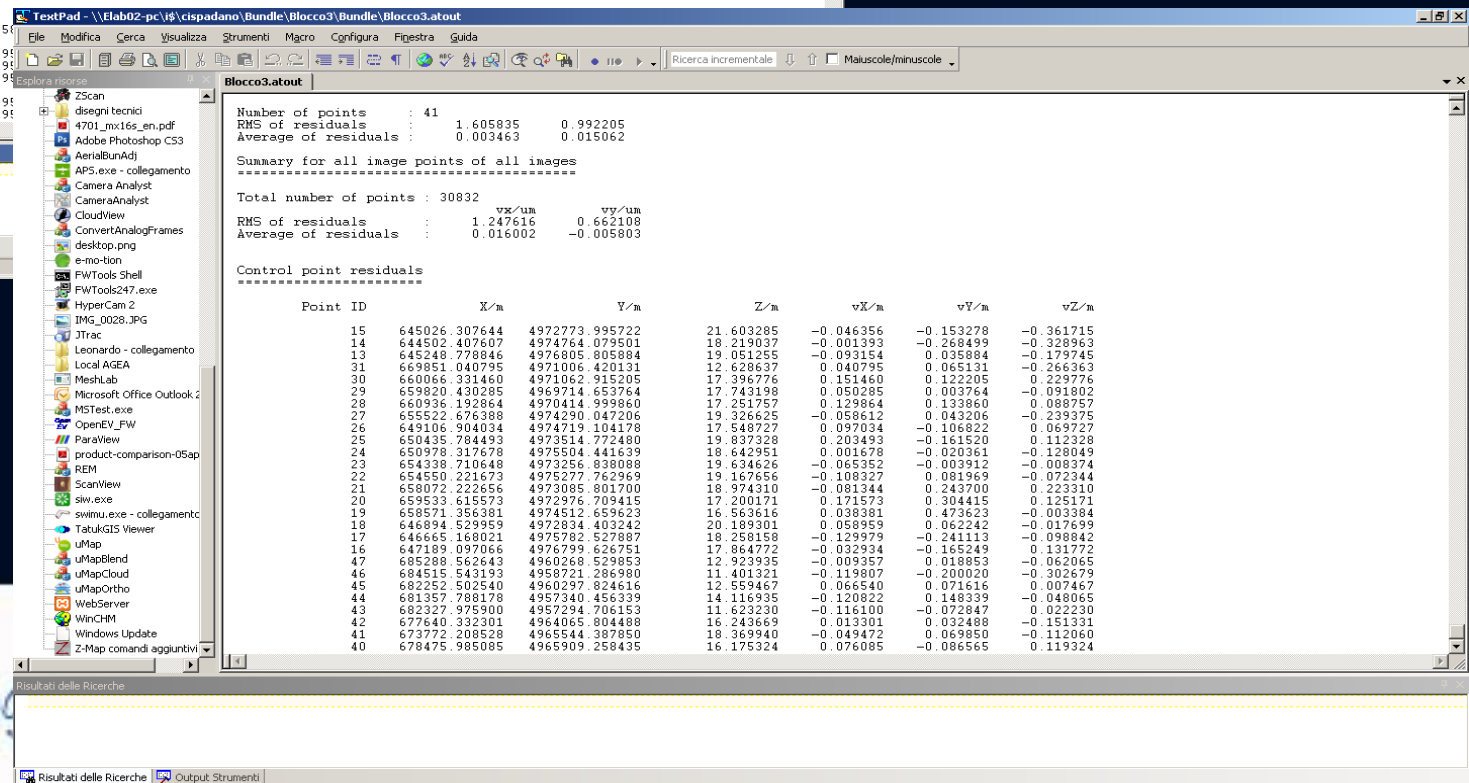 TextPad - \\Elab02-pc\i$\cispadano\Bundle\Blocco3\Bundle\Blocco3.atout
File Modifica Cerca Visualizza Strumenti Macro Configura Finestra Guida
Ricerca incrementale Maiuscole/minuscole
Esplora risorse
ZScan
disegni tecnici
4701_mx16s_en.pdf
Adobe Photoshop CS3
AerialBunAdj
APS.exe - collegamento
Camera Analyst
CameraAnalyst
CloudView
ConvertAnalogFrames
desktop.png
e-mo-tion
FWTools Shell
FWTools247.exe
HyperCam 2
IMG_0028.JPG
JTrac
Leonardo - collegamento
Local AGEA
MeshLab
Microsoft Office Outlook 2
MSTest.exe
OpenEV_FW
ParaView
product-comparison-05ap
REM
ScanView
siw.exe
swimu.exe - collegamento
TatukGIS Viewer
uMap
uMapBlend
uMapCloud
uMapOrtho
WebServer
WinCHM
Windows Update
Z-Map comandi aggiuntivi
Blocco3.atout
Number of points : 41
RMS of residuals : 1.605835 0.992205
Average of residuals : 0.003463 0.015062
Summary for all image points of all images
==========================================
Total number of points : 30832
vx/um vy/um
RMS of residuals : 1.247616 0.662108
Average of residuals : 0.016002 -0.005803
Control point residuals
=======================
Point ID X/m Y/m Z/m vX/m vY/m vZ/m
15 645026.307644 4972773.995722 21.603285 -0.046356 -0.153278 -0.361715
14 644502.407607 4974764.079501 18.219037 -0.001393 -0.268499 -0.328963
13 645248.778846 4976805.805884 19.051255 -0.093154 0.035884 -0.179745
31 669851.040795 4971006.420131 12.628637 0.040795 0.065131 -0.266363
30 660066.331460 4971062.915205 17.396776 0.151460 0.122205 0.229776
29 659820.430285 4969714.653764 17.743198 0.050285 0.003764 -0.091802
28 660936.192864 4970414.999860 17.251757 0.129864 0.133860 0.088757
27 655522.676388 4974290.047206 19.326625 -0.058612 0.043206 -0.239375
26 649106.904034 4974719.104178 17.548727 0.097034 -0.106822 0.069727
25 650435.784493 4973514.772480 19.837328 0.203493 -0.161520 0.112328
24 650978.317678 4975504.441639 18.642951 0.001678 -0.020361 -0.128049
23 654338.710648 4973256.838088 19.634626 -0.065352 -0.003912 -0.008374
22 654550.221673 4975277.762969 19.167656 -0.108327 0.081969 -0.072344
21 658072.222656 4973085.801700 18.974310 -0.081344 0.243700 0.223310
20 659533.615573 4972976.709415 17.200171 0.171573 0.304415 0.125171
19 658571.356381 4974512.659623 16.563616 0.038381 0.473623 -0.003384
18 646894.529959 4972834.403242 20.189301 0.058959 0.062242 -0.017699
17 646665.168021 4975782.527887 18.258158 -0.129979 -0.241113 -0.098842
16 647189.097066 4976799.626751 17.864772 -0.032934 -0.165249 0.131772
47 685288.562643 4960268.529853 12.923935 -0.009357 0.018853 -0.062065
46 684515.543193 4958721.286980 11.401321 -0.119807 -0.200020 -0.302679
45 682252.502540 4960297.824616 12.559467 -0.066540 0.071616 0.007467
44 681357.788178 4957340.456339 14.116935 -0.120822 0.148339 -0.048065
43 682327.975900 4957294.706153 11.623230 -0.116100 -0.072847 0.022230
42 677640.332301 4964065.804488 16.243669 0.013301 0.032488 -0.151331
41 673772.208528 4965544.387850 18.369940 -0.049472 0.069850 -0.112060
40 678475.985085 4965909.258435 16.175324 0.076085 -0.086565 0.119324
Risultati delle Ricerche
Risultati delle Ricerche Output Strumenti